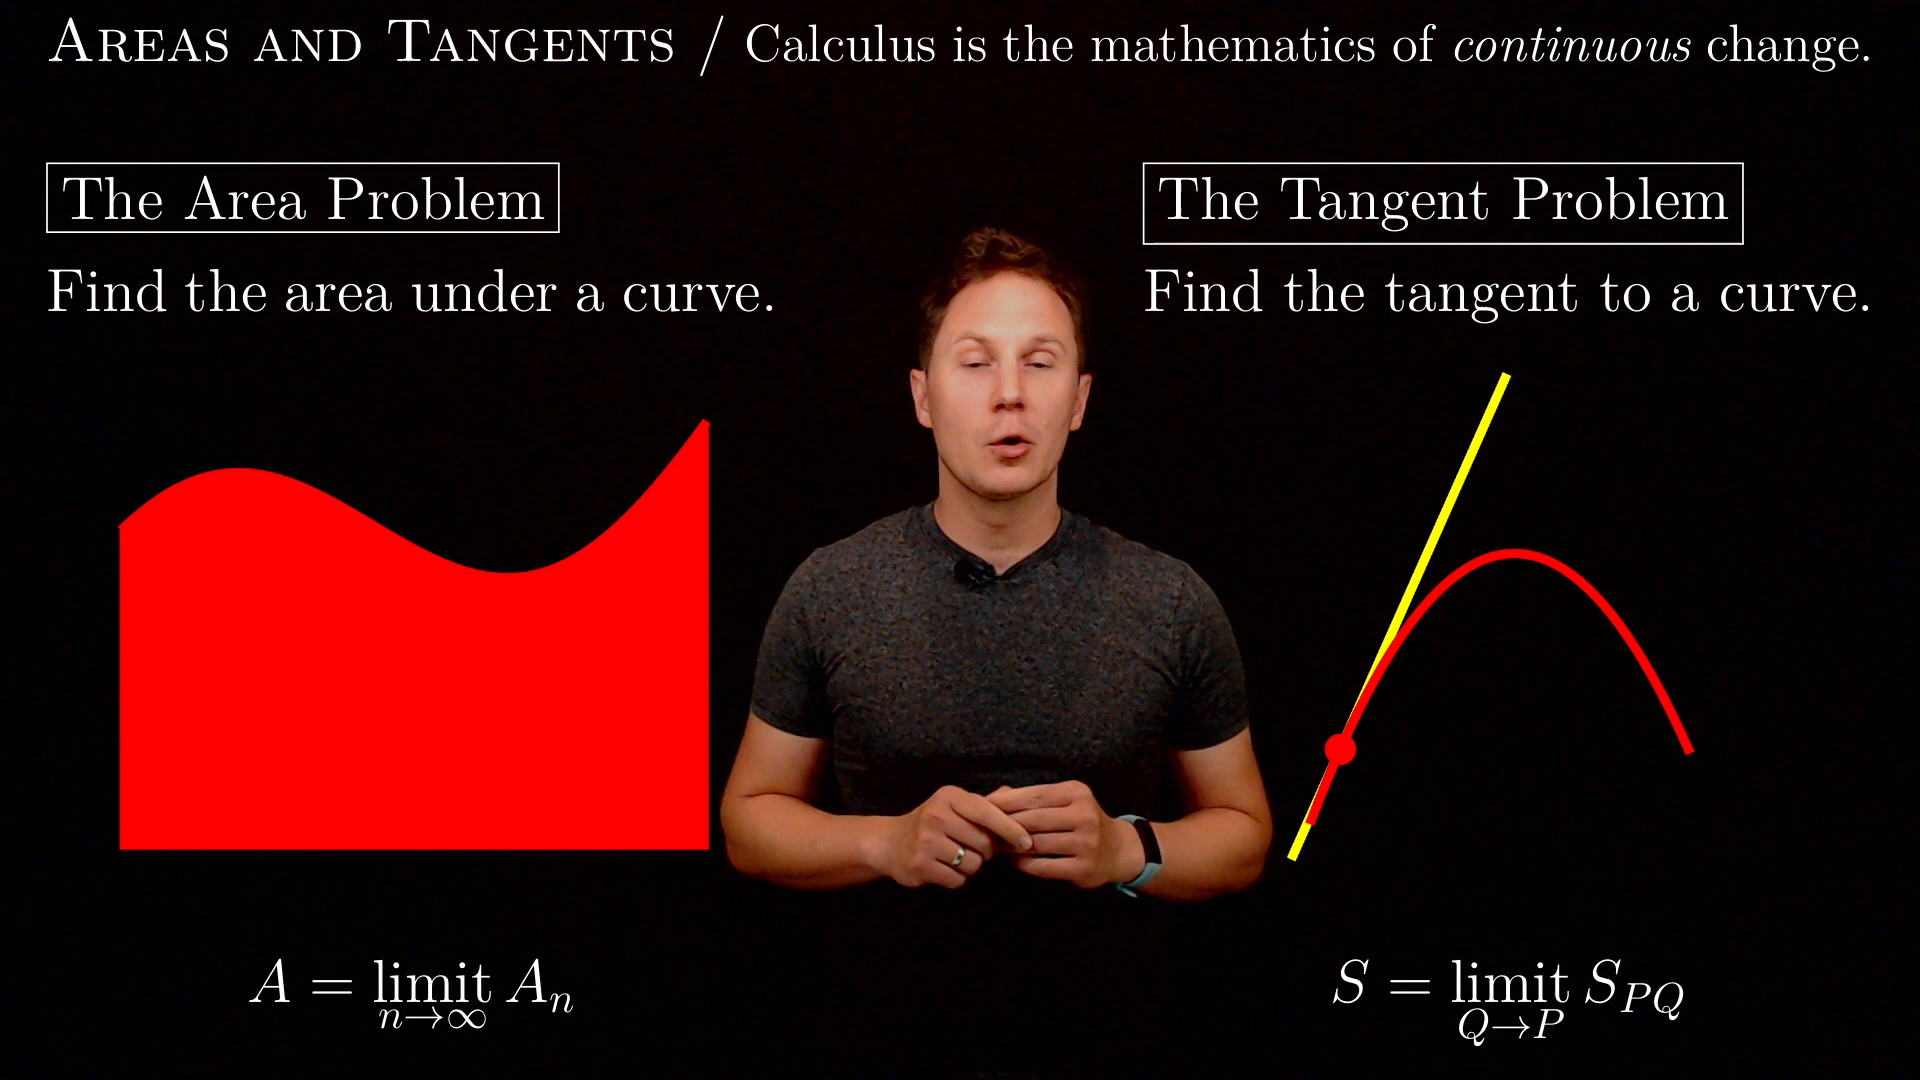 Areas and Tangents / Calculus is the mathematics of continuous change.
The Area Problem
Find the area under a curve.
A = limit n→∞ Aₙ
The Tangent Problem
Find the tangent to a curve.
S = limit Q→P S_PQ